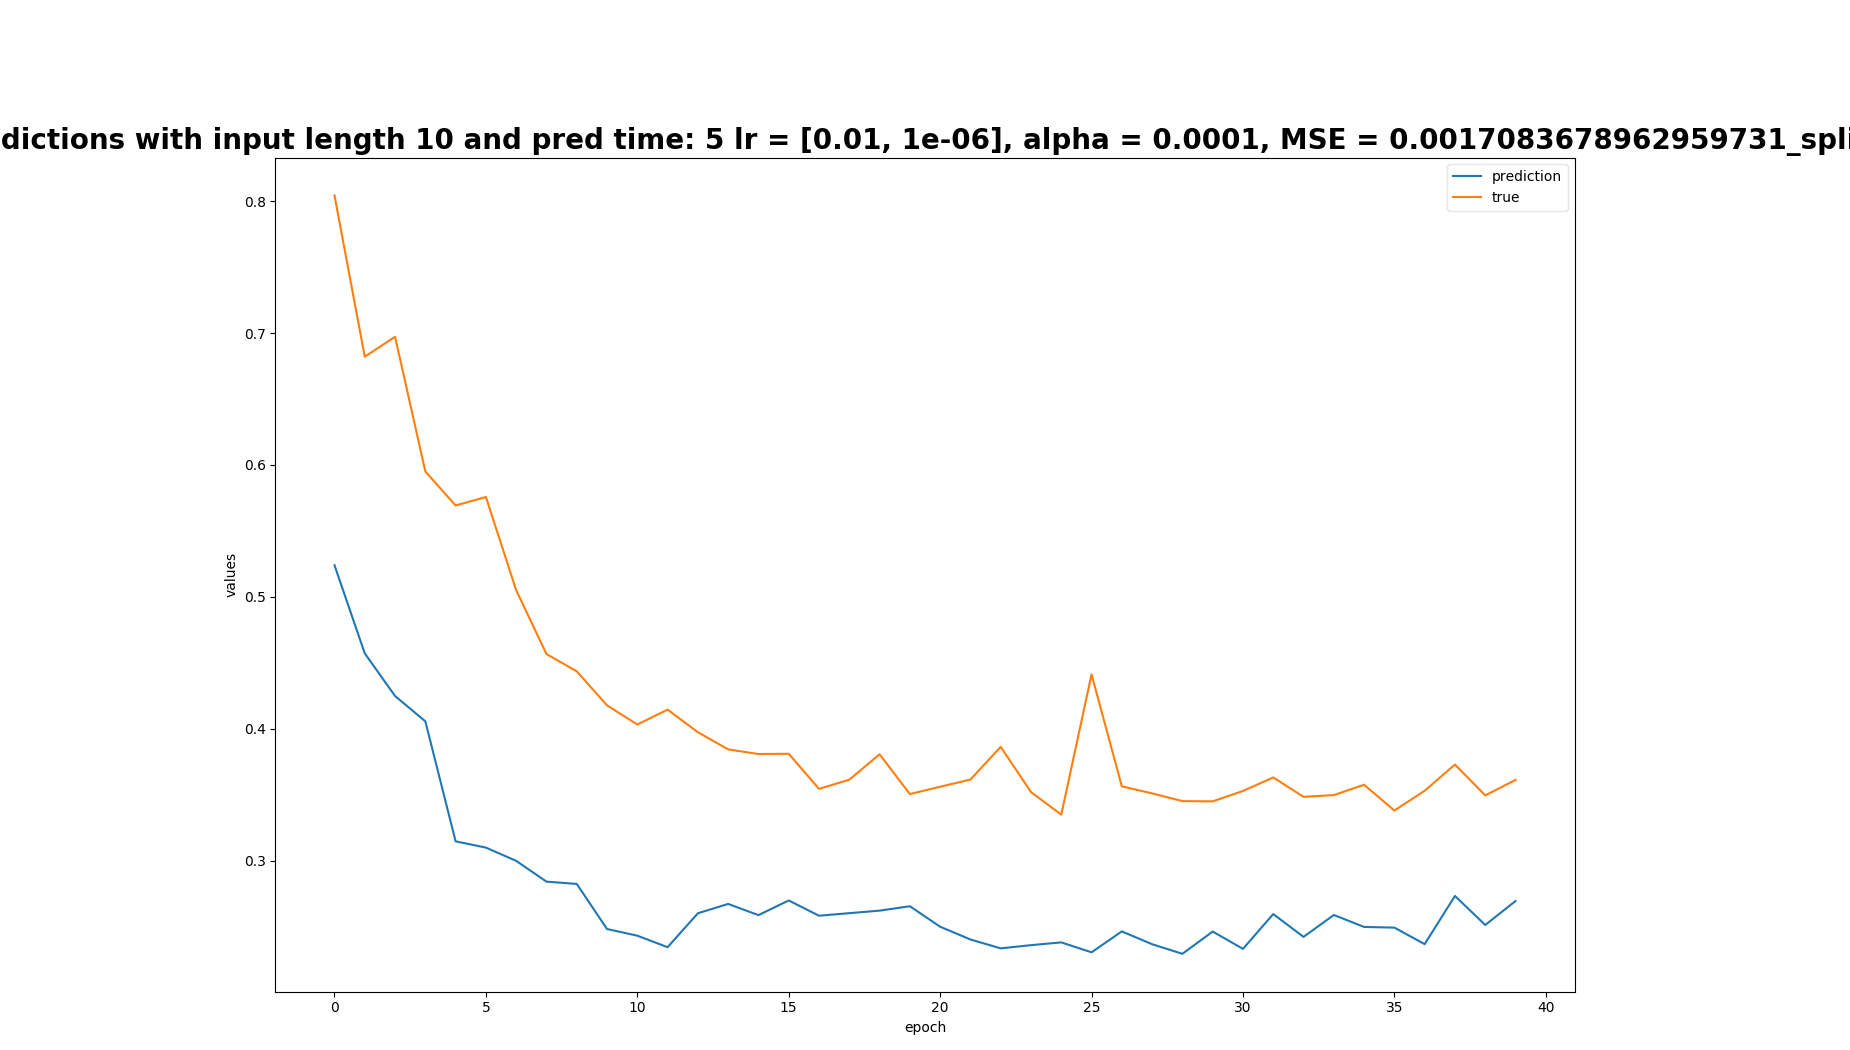 dictions with input length 10 and pred time: 5 lr = [0.01, 1e-06], alpha = 0.0001, MSE = 0.0017083678962959731_spli
prediction
true
0.8
0.7
0.6
0.5
0.4
0.3
values
0 5 10 15 20 25 30 35 40
epoch